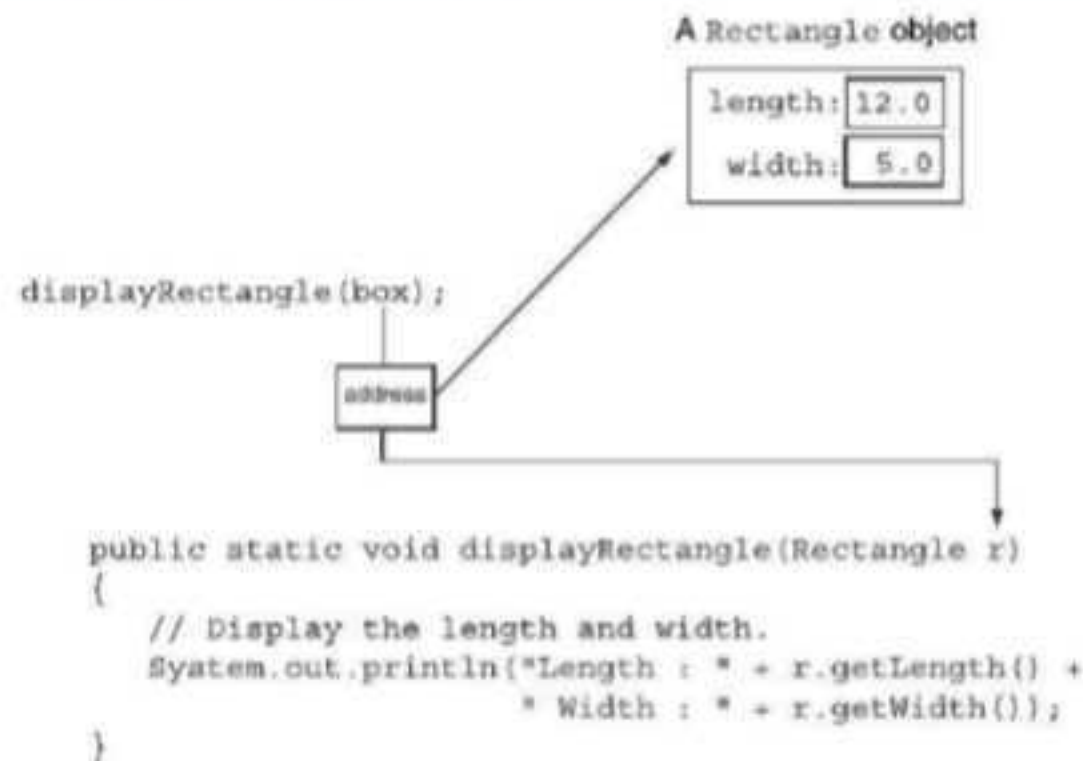 A Rectangle object
length: 12.0
width: 5.0
displayRectangle(box);
address
public static void displayRectangle(Rectangle r)
{
// Display the length and width.
System.out.println("Length : " + r.getLength() +
" Width : " + r.getWidth());
}